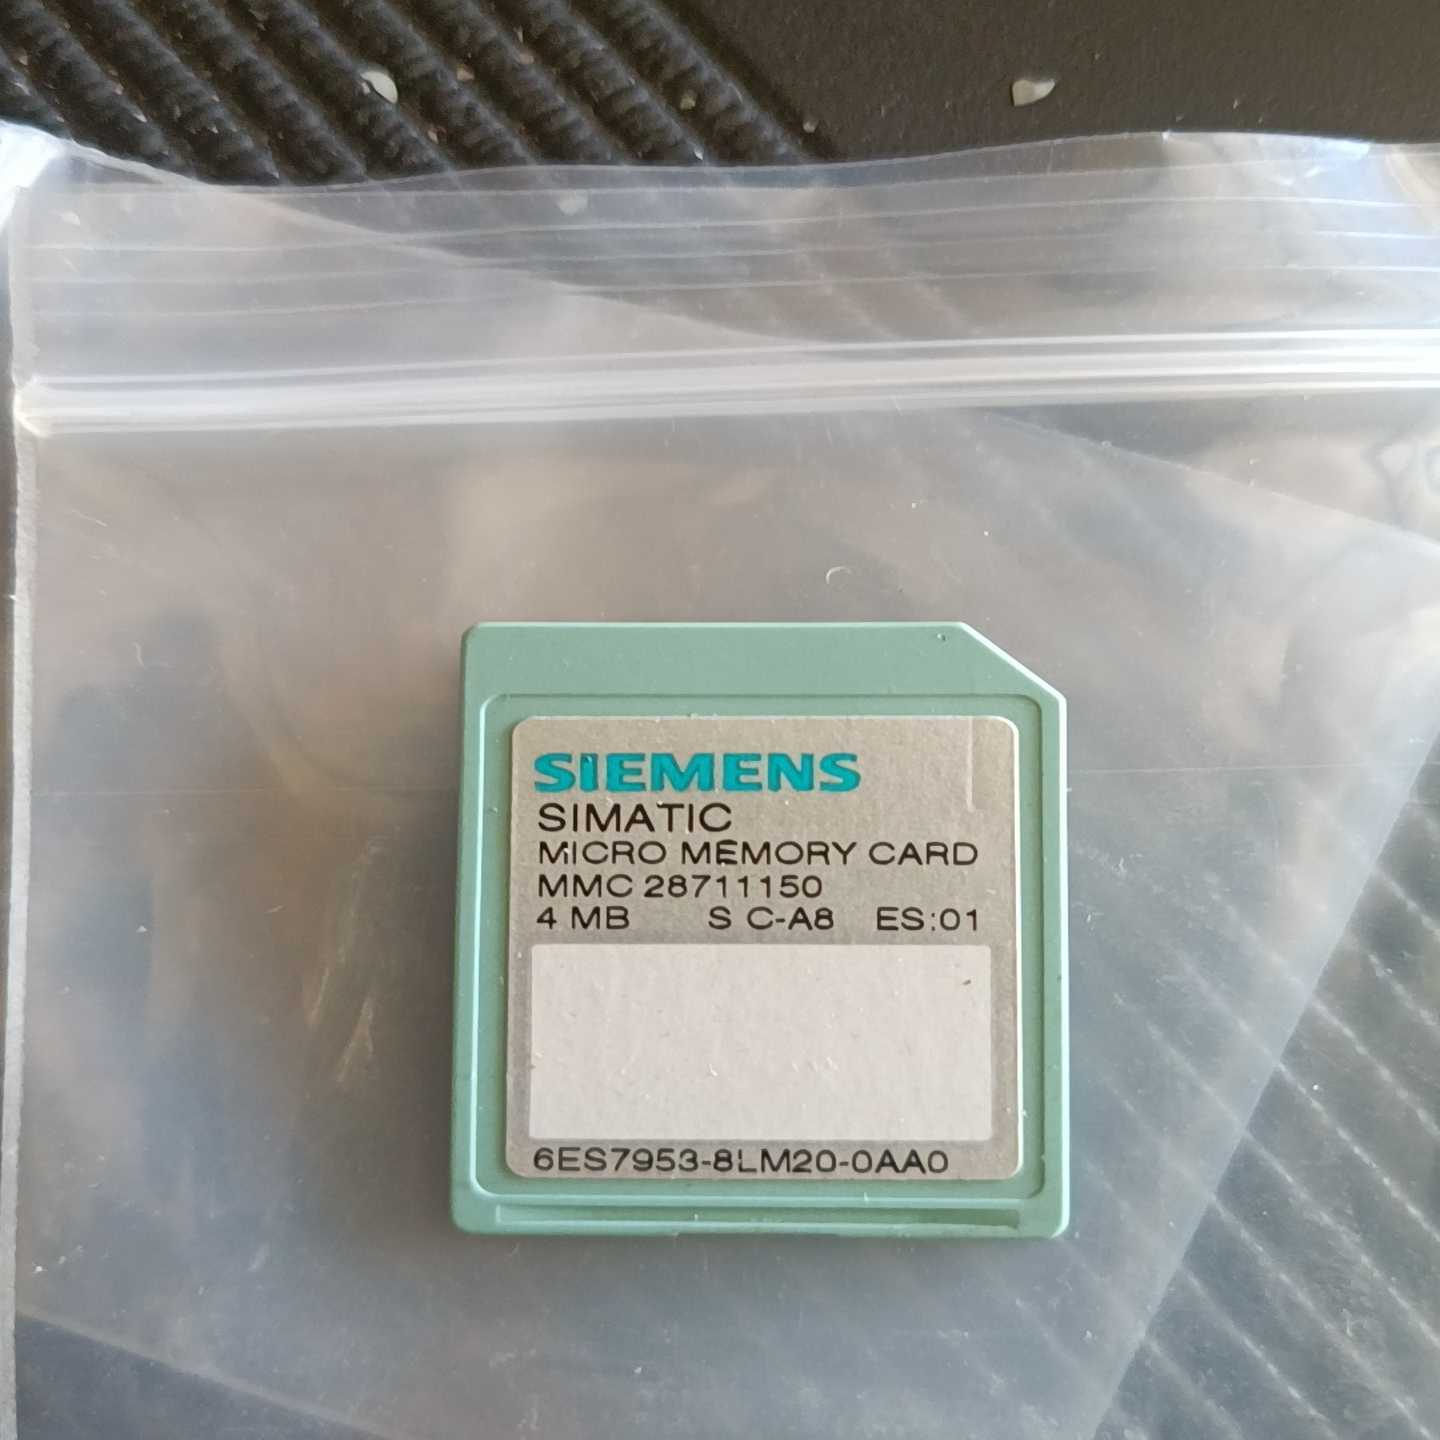 SIEMENS
SIMATIC
MICRO MEMORY CARD
MMC 28711150
4 MB S C-A8 ES:01
6ES7953-8LM20-0AA0